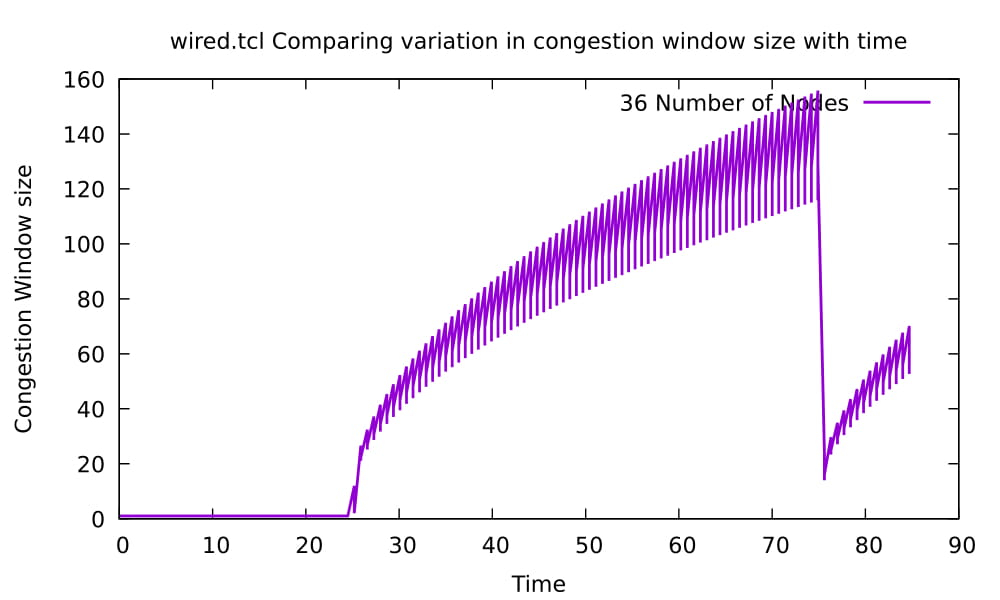 wired.tcl Comparing variation in congestion window size with time
36 Number of Nodes
Congestion Window size
160
140
120
100
80
60
40
20
0
0 10 20 30 40 50 60 70 80 90
Time